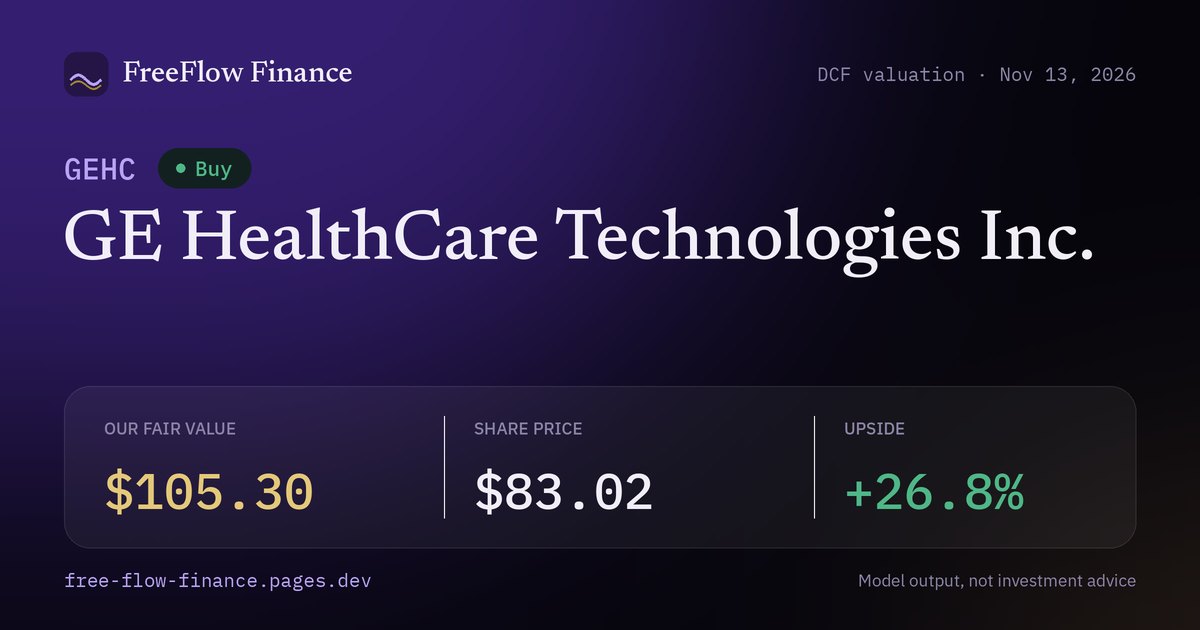 FreeFlow Finance
DCF valuation · Nov 13, 2026
GEHC
Buy
GE HealthCare Technologies Inc.
OUR FAIR VALUE
$105.30
SHARE PRICE
$83.02
UPSIDE
+26.8%
free-flow-finance.pages.dev
Model output, not investment advice